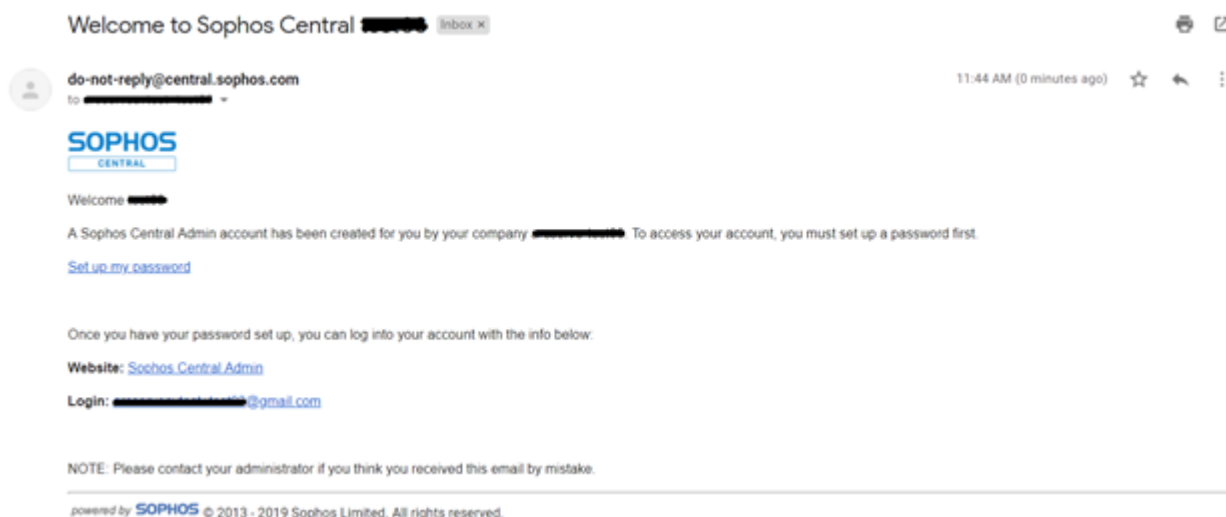 Welcome to Sophos Central Inbox ×
do-not-reply@central.sophos.com 11:44 AM (0 minutes ago)
to
SOPHOS
CENTRAL
Welcome
A Sophos Central Admin account has been created for you by your company . To access your account, you must set up a password first.
Set up my password
Once you have your password set up, you can log into your account with the info below:
Website: Sophos Central Admin
Login: @gmail.com
NOTE: Please contact your administrator if you think you received this email by mistake.
powered by SOPHOS © 2013 - 2019 Sophos Limited. All rights reserved.